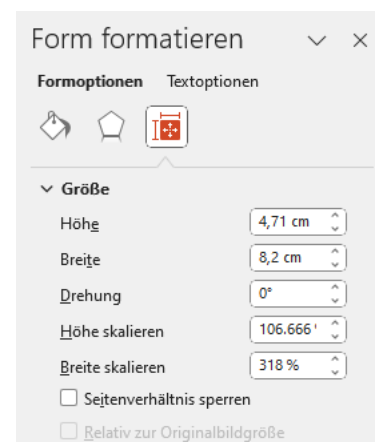 Form formatieren
Formoptionen Textoptionen
Größe
Höhe 4,71 cm
Breite 8,2 cm
Drehung 0°
Höhe skalieren 106.666
Breite skalieren 318 %
Seitenverhältnis sperren
Relativ zur Originalbildgröße